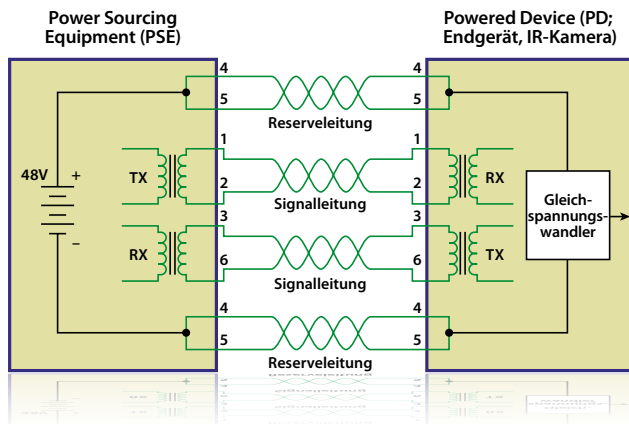 Power Sourcing
Equipment (PSE)
Powered Device (PD;
Endgerät, IR-Kamera)
4
4
5
5
Reserveleitung
1
1
TX
RX
48V
+
2
2
Signalleitung
Gleich-
spannungs-
wandler
3
3
–
RX
TX
6
6
Signalleitung
4
4
5
5
Reserveleitung